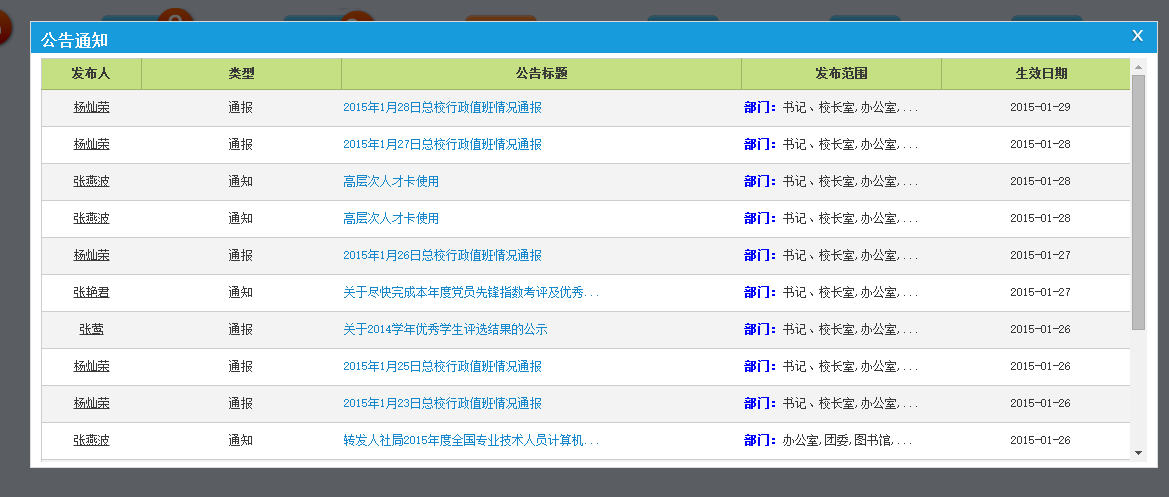 公告通知 X
发布人 类型 公告标题 发布范围 生效日期
杨灿荣 通报 2015年1月28日总校行政值班情况通报 部门：书记、校长室,办公室,... 2015-01-29
杨灿荣 通报 2015年1月27日总校行政值班情况通报 部门：书记、校长室,办公室,... 2015-01-28
张燕波 通知 高层次人才卡使用 部门：书记、校长室,办公室,... 2015-01-28
张燕波 通知 高层次人才卡使用 部门：书记、校长室,办公室,... 2015-01-28
杨灿荣 通报 2015年1月26日总校行政值班情况通报 部门：书记、校长室,办公室,... 2015-01-27
张艳君 通知 关于尽快完成本年度党员先锋指数考评及优秀... 部门：书记、校长室,办公室,... 2015-01-27
张莺 通报 关于2014学年优秀学生评选结果的公示 部门：书记、校长室,办公室,... 2015-01-26
杨灿荣 通报 2015年1月25日总校行政值班情况通报 部门：书记、校长室,办公室,... 2015-01-26
杨灿荣 通报 2015年1月23日总校行政值班情况通报 部门：书记、校长室,办公室,... 2015-01-26
张燕波 通知 转发人社局2015年度全国专业技术人员计算机... 部门：办公室,团委,图书馆,... 2015-01-26